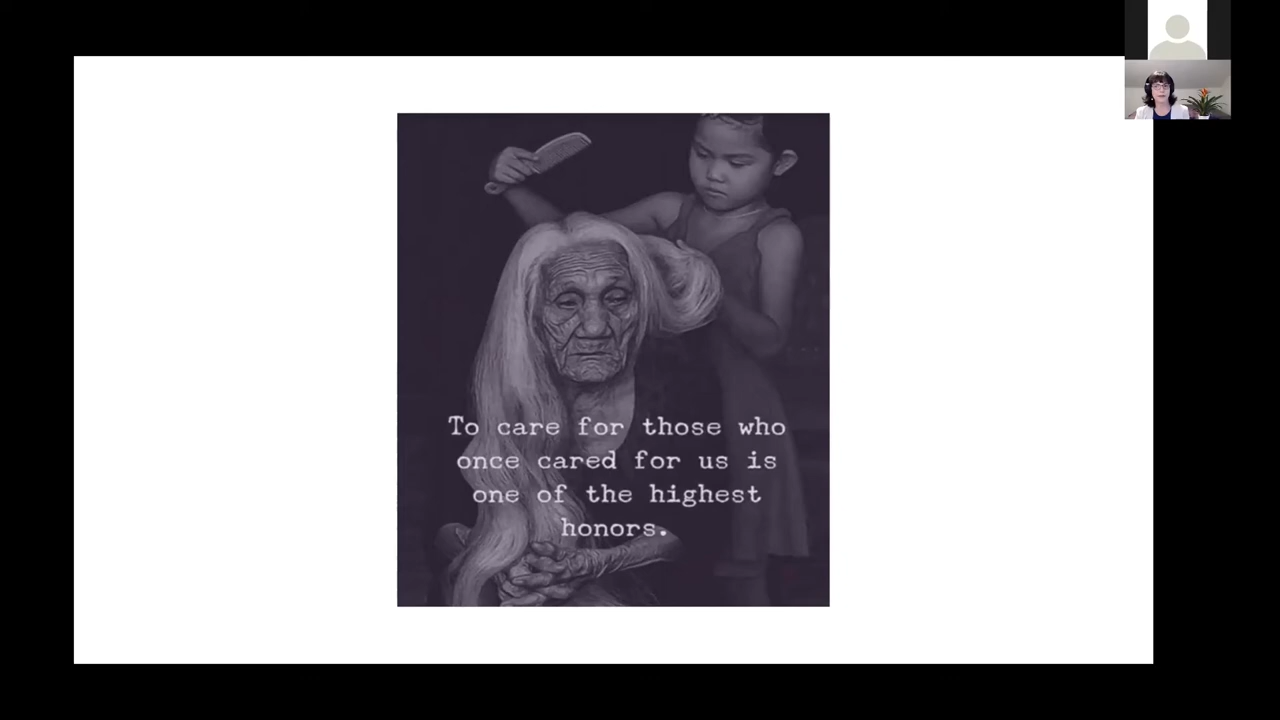 To care for those who
once cared for us is
one of the highest
honors.